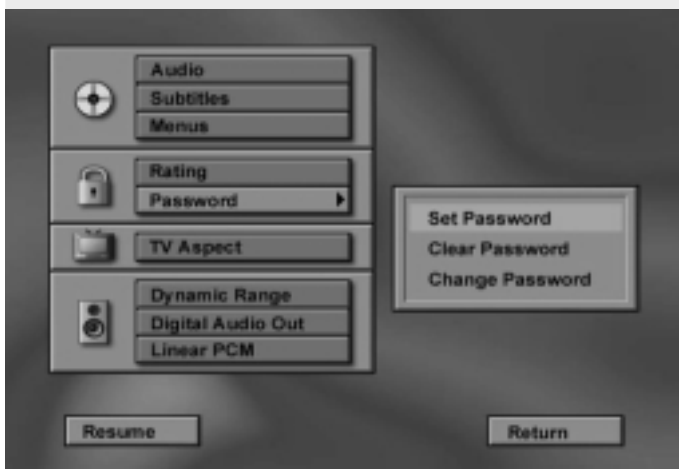 Audio
Subtitles
Menus
Rating
Password
TV Aspect
Dynamic Range
Digital Audio Out
Linear PCM
Set Password
Clear Password
Change Password
Resume
Return